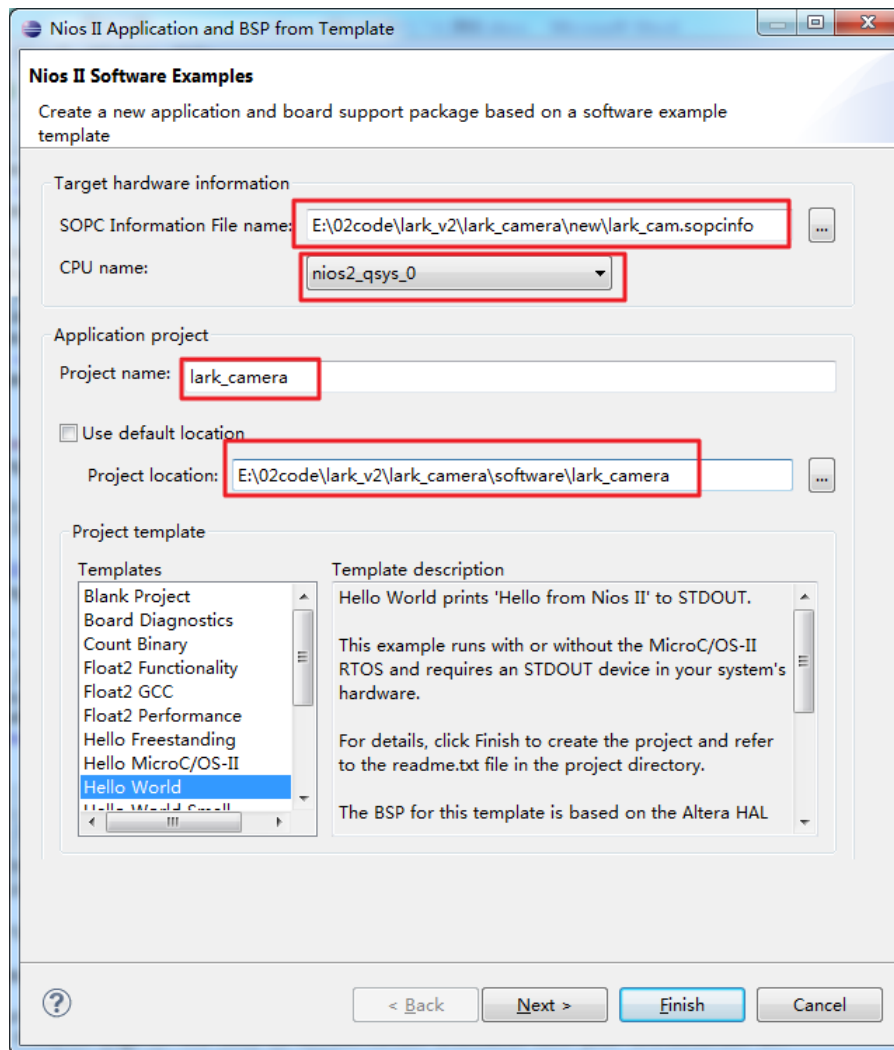 Nios II Application and BSP from Template
Nios II Software Examples
Create a new application and board support package based on a software example
template
Target hardware information
SOPC Information File name: E:\02code\lark_v2\lark_camera\new\lark_cam.sopcinfo ...
CPU name: nios2_qsys_0
Application project
Project name: lark_camera
Use default location
Project location: E:\02code\lark_v2\lark_camera\software\lark_camera ...
Project template
Templates
Blank Project
Board Diagnostics
Count Binary
Float2 Functionality
Float2 GCC
Float2 Performance
Hello Freestanding
Hello MicroC/OS-II
Hello World
Hello World Small
Template description
Hello World prints 'Hello from Nios II' to STDOUT.
This example runs with or without the MicroC/OS-II
RTOS and requires an STDOUT device in your system's
hardware.
For details, click Finish to create the project and refer
to the readme.txt file in the project directory.
The BSP for this template is based on the Altera HAL
? < Back Next > Finish Cancel